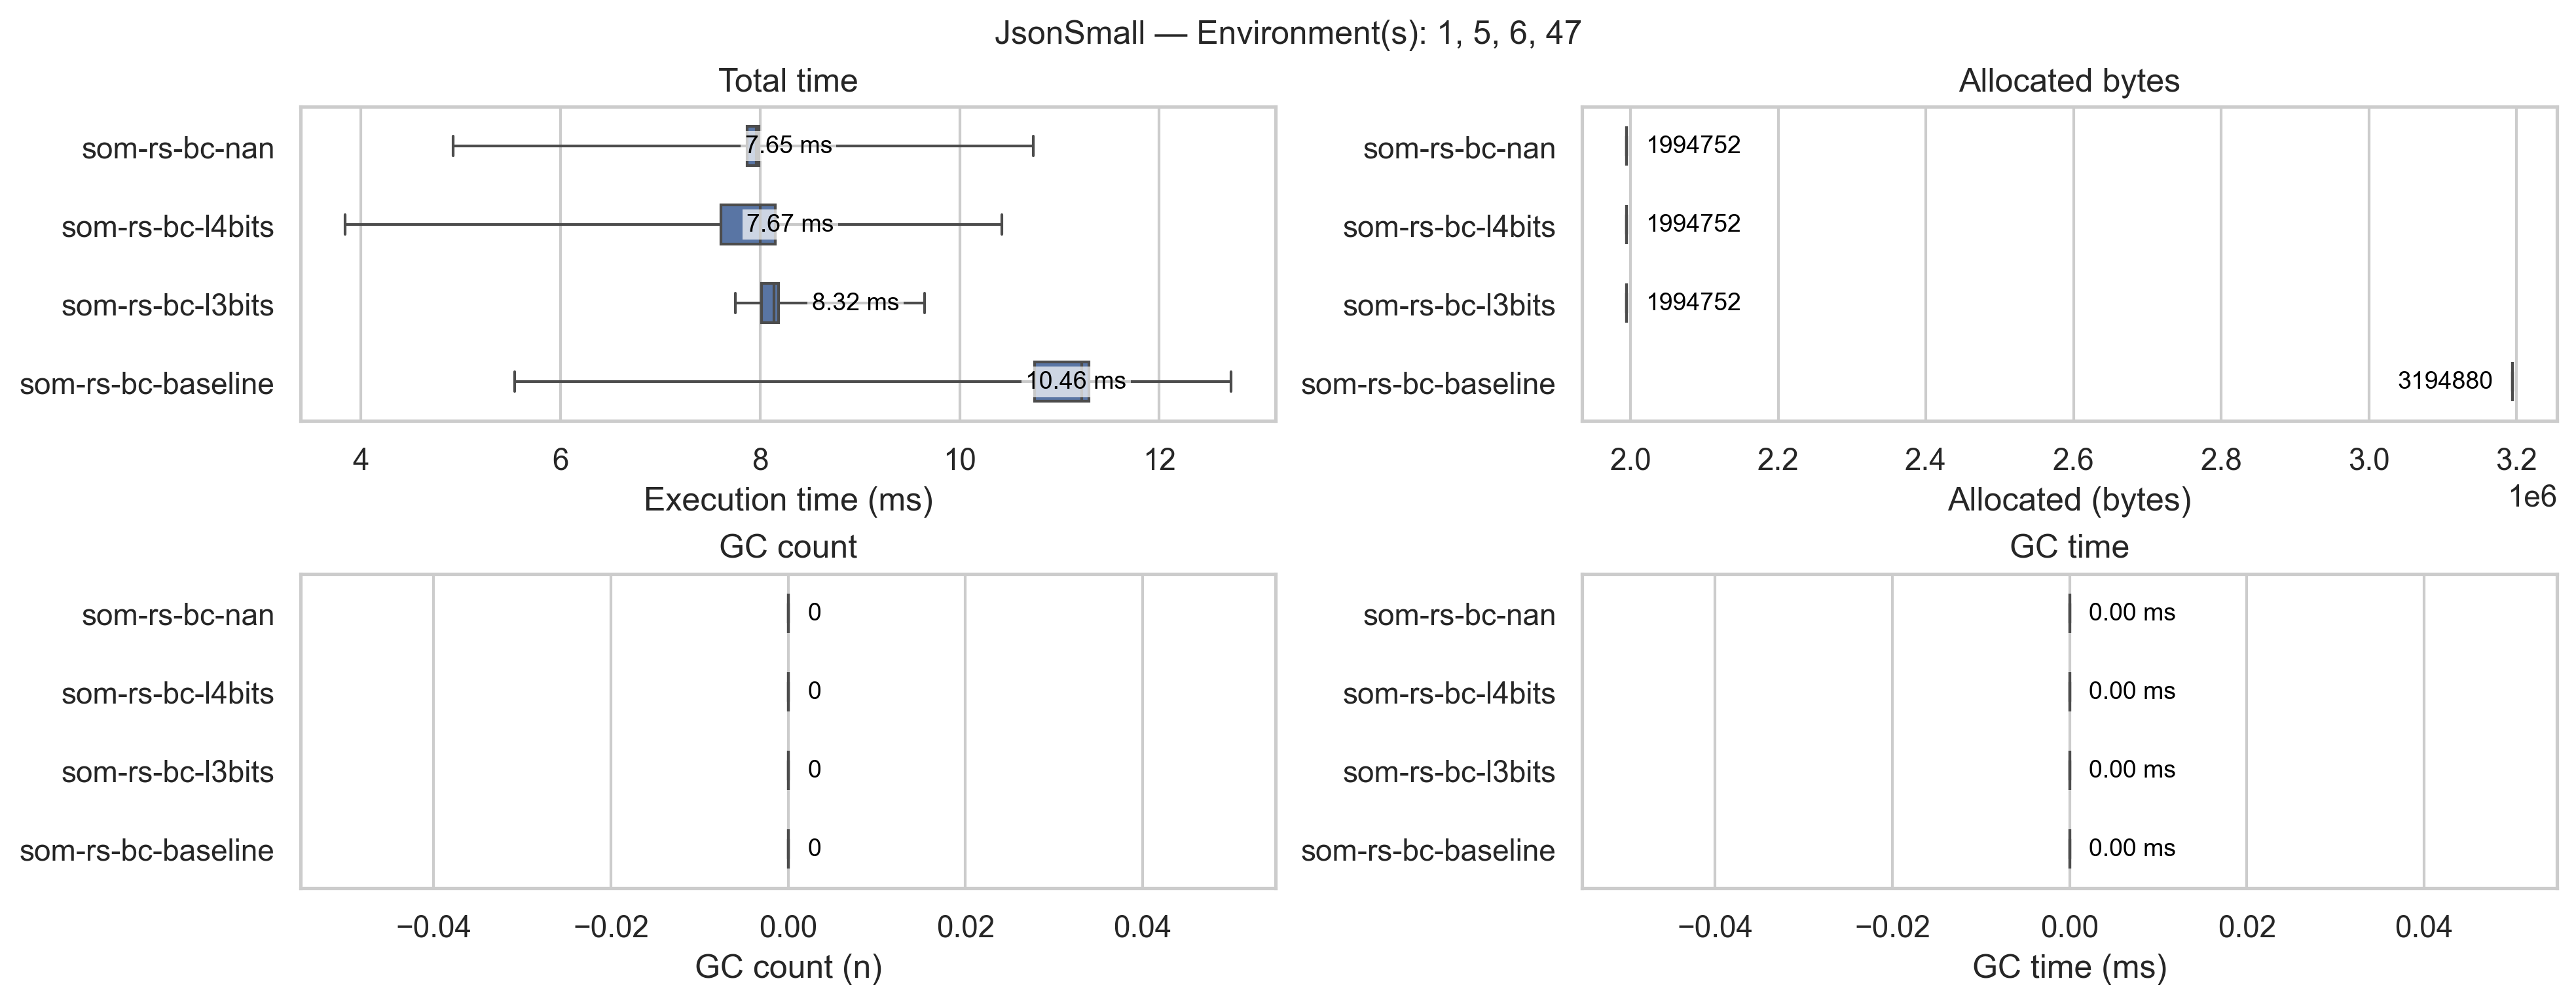 JsonSmall — Environment(s): 1, 5, 6, 47
Total time
som-rs-bc-nan
7.65 ms
som-rs-bc-l4bits
7.67 ms
som-rs-bc-l3bits
8.32 ms
som-rs-bc-baseline
10.46 ms
4 6 8 10 12
Execution time (ms)
Allocated bytes
som-rs-bc-nan
1994752
som-rs-bc-l4bits
1994752
som-rs-bc-l3bits
1994752
som-rs-bc-baseline
3194880
2.0 2.2 2.4 2.6 2.8 3.0 3.2
1e6
Allocated (bytes)
GC count
som-rs-bc-nan
0
som-rs-bc-l4bits
0
som-rs-bc-l3bits
0
som-rs-bc-baseline
0
−0.04 −0.02 0.00 0.02 0.04
GC count (n)
GC time
som-rs-bc-nan
0.00 ms
som-rs-bc-l4bits
0.00 ms
som-rs-bc-l3bits
0.00 ms
som-rs-bc-baseline
0.00 ms
−0.04 −0.02 0.00 0.02 0.04
GC time (ms)